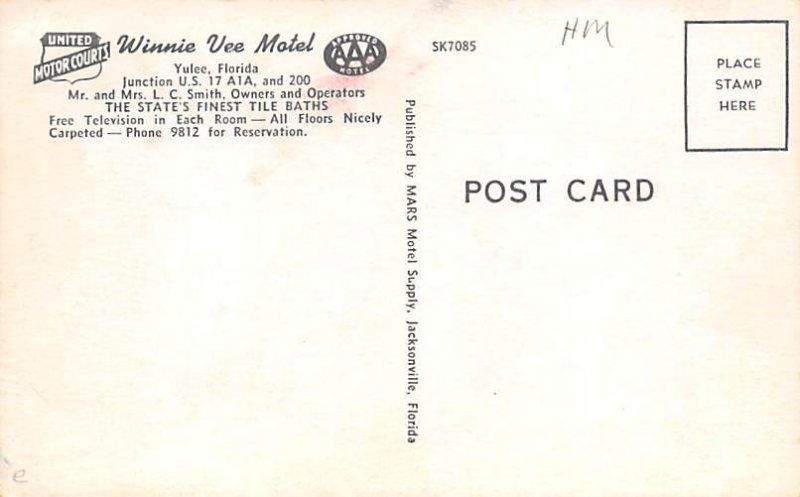 UNITED
MOTOR COURTS
Winnie Vee Motel
APPROVED
AAA
MOTEL
Yulee, Florida
Junction U.S. 17 A1A, and 200
Mr. and Mrs. L. C. Smith, Owners and Operators
THE STATE'S FINEST TILE BATHS
Free Television in Each Room — All Floors Nicely
Carpeted — Phone 9812 for Reservation.
Published by MARS Motel Supply, Jacksonville, Florida
SK7085
HM
PLACE
STAMP
HERE
POST CARD
e